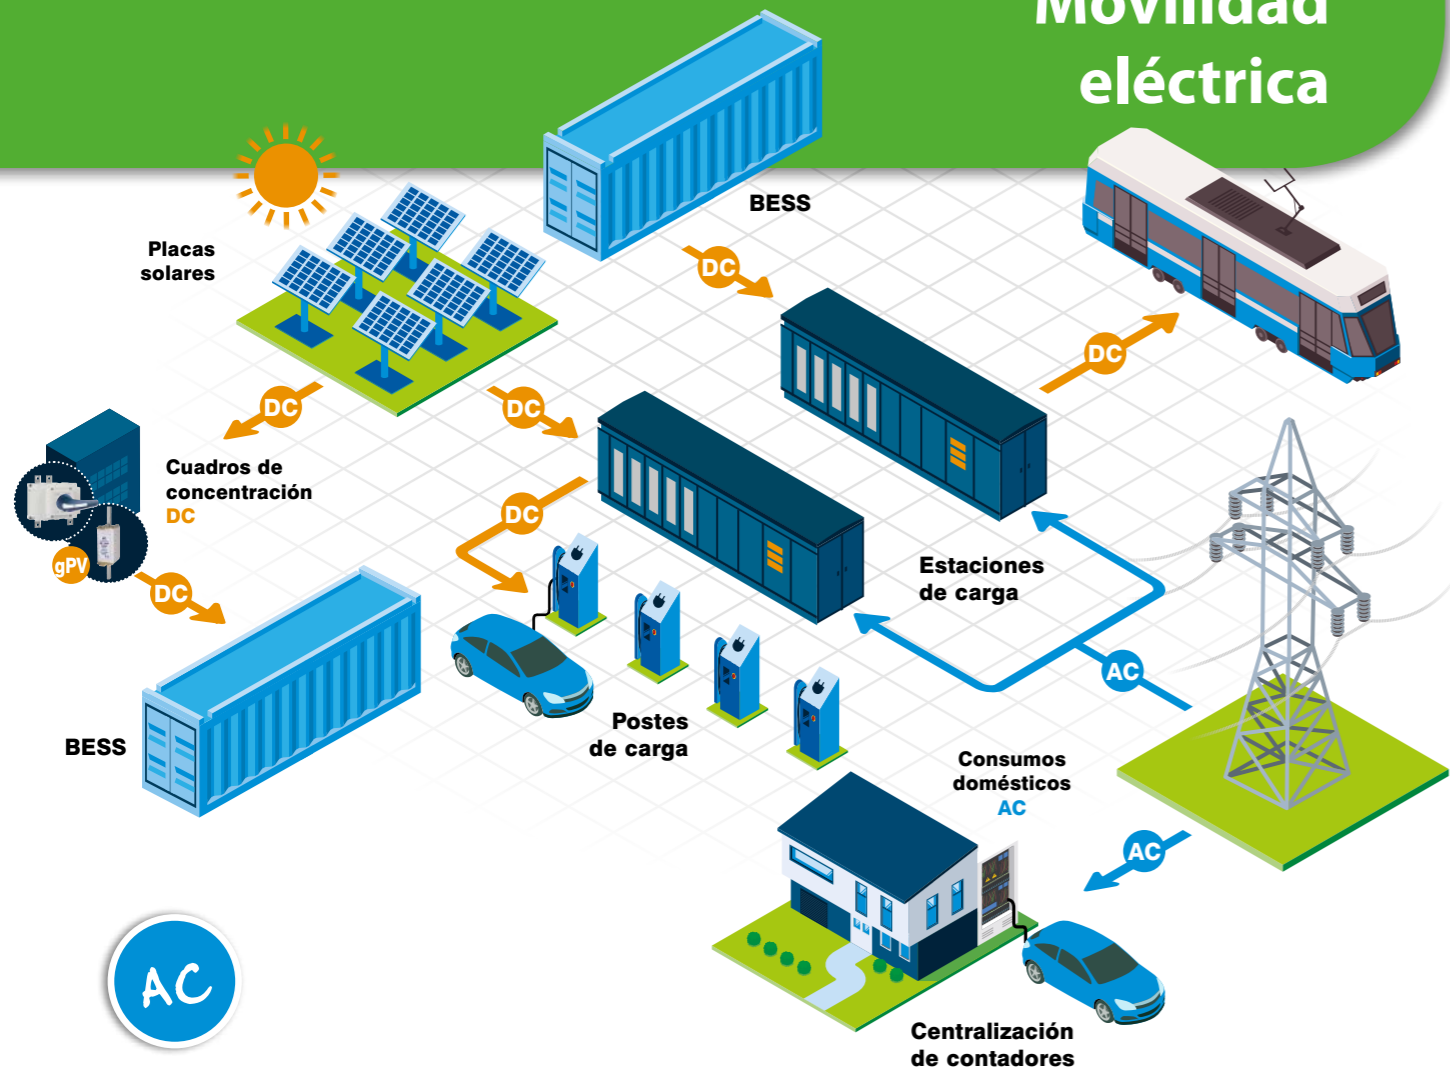 Movilidad
eléctrica
BESS
Placas
solares
DC
DC
DC
DC
Cuadros de
concentración
DC
DC
gPV
DC
Estaciones
de carga
AC
Postes
de carga
BESS
Consumos
domésticos
AC
AC
AC
Centralización
de contadores